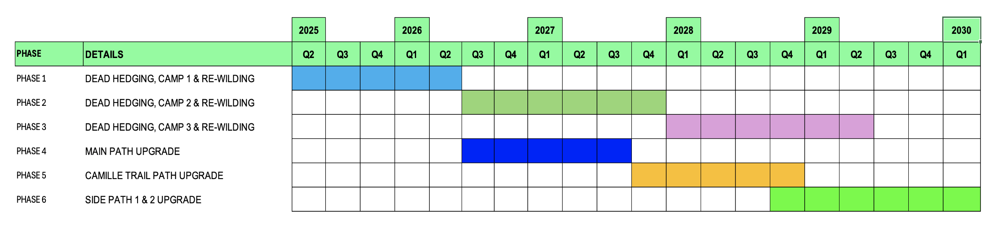 2025 2026 2027 2028 2029 2030
PHASE DETAILS Q2 Q3 Q4 Q1 Q2 Q3 Q4 Q1 Q2 Q3 Q4 Q1 Q2 Q3 Q4 Q1 Q2 Q3 Q4 Q1
PHASE 1 DEAD HEDGING, CAMP 1 & RE-WILDING
PHASE 2 DEAD HEDGING, CAMP 2 & RE-WILDING
PHASE 3 DEAD HEDGING, CAMP 3 & RE-WILDING
PHASE 4 MAIN PATH UPGRADE
PHASE 5 CAMILLE TRAIL PATH UPGRADE
PHASE 6 SIDE PATH 1 & 2 UPGRADE